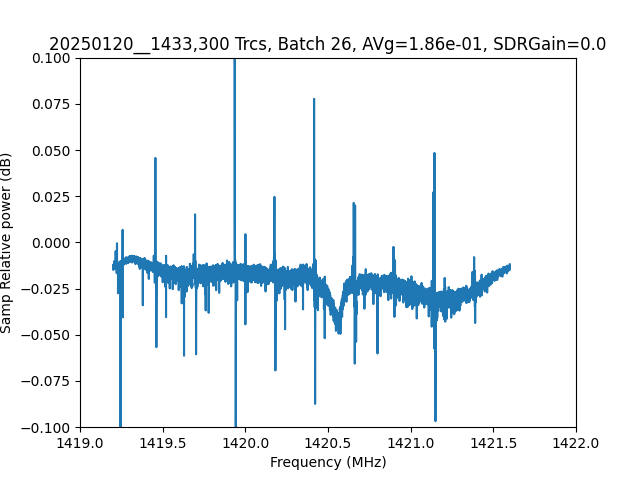 20250120__1433,300 Trcs, Batch 26, AVg=1.86e-01, SDRGain=0.0
0.100
0.075
0.050
0.025
0.000
−0.025
−0.050
−0.075
−0.100
Samp Relative power (dB)
1419.0 1419.5 1420.0 1420.5 1421.0 1421.5 1422.0
Frequency (MHz)